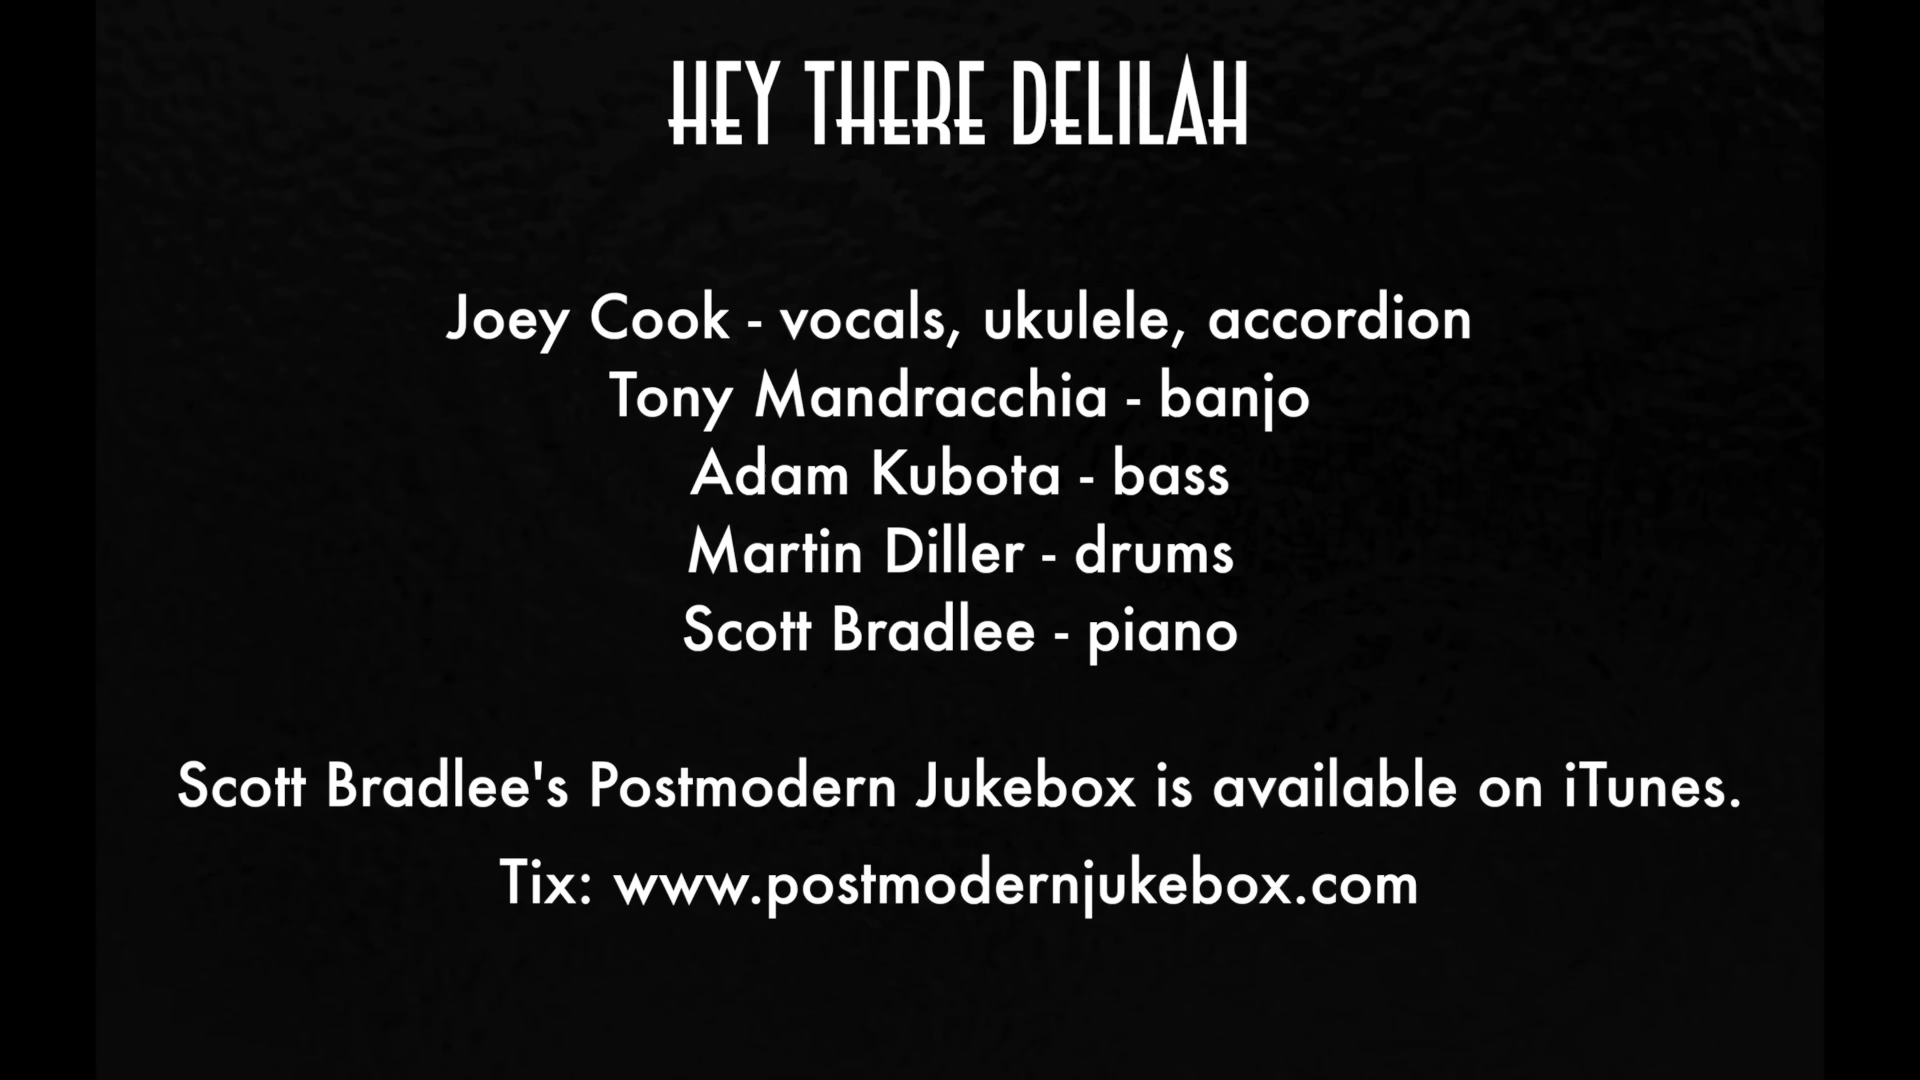 HEY THERE DELILAH
Joey Cook - vocals, ukulele, accordion
Tony Mandracchia - banjo
Adam Kubota - bass
Martin Diller - drums
Scott Bradlee - piano
Scott Bradlee's Postmodern Jukebox is available on iTunes.
Tix: www.postmodernjukebox.com